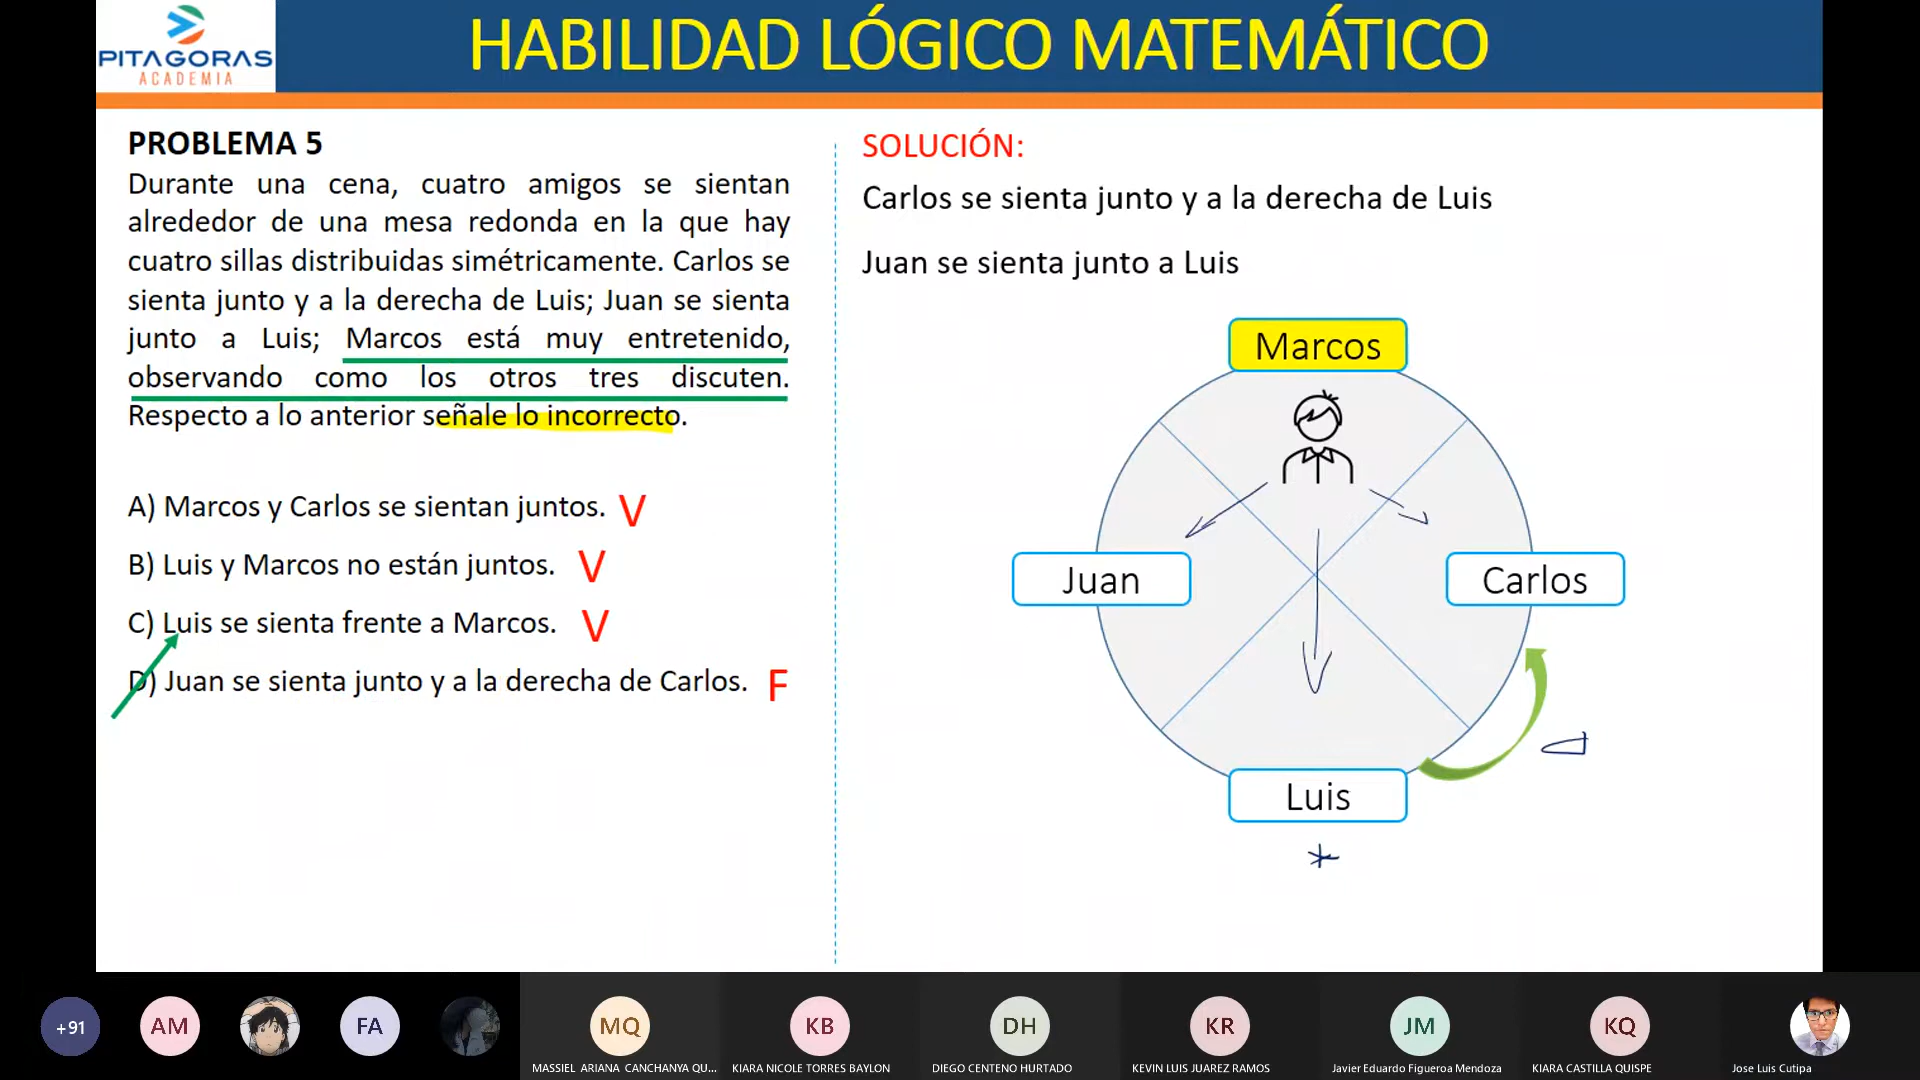 PITAGORAS
ACADEMIA
HABILIDAD LÓGICO MATEMÁTICO
PROBLEMA 5
Durante una cena, cuatro amigos se sientan
alrededor de una mesa redonda en la que hay
cuatro sillas distribuidas simétricamente. Carlos se
sienta junto y a la derecha de Luis; Juan se sienta
junto a Luis; Marcos está muy entretenido,
observando como los otros tres discuten.
Respecto a lo anterior señale lo incorrecto.
A) Marcos y Carlos se sientan juntos. V
B) Luis y Marcos no están juntos. V
C) Luis se sienta frente a Marcos. V
D) Juan se sienta junto y a la derecha de Carlos. F
SOLUCIÓN:
Carlos se sienta junto y a la derecha de Luis
Juan se sienta junto a Luis
Marcos
Juan
Carlos
Luis
+91
AM
FA
MQ
KB
DH
KR
JM
KQ
MASSIEL ARIANA CANCHANYA QU...
KIARA NICOLE TORRES BAYLON
DIEGO CENTENO HURTADO
KEVIN LUIS JUAREZ RAMOS
Javier Eduardo Figueroa Mendoza
KIARA CASTILLA QUISPE
Jose Luis Cutipa